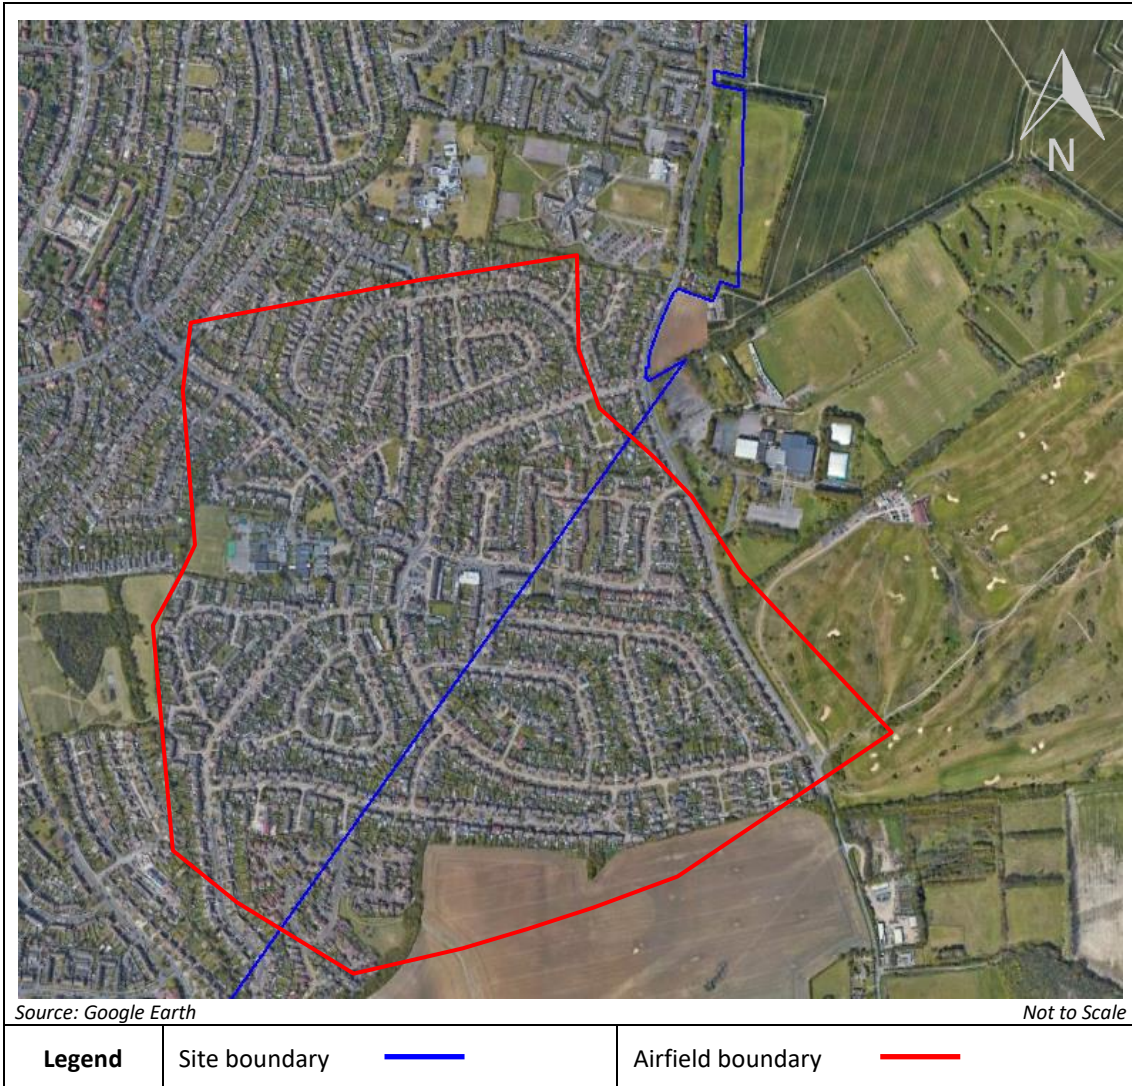 N
Source: Google Earth
Not to Scale
Legend
Site boundary
Airfield boundary